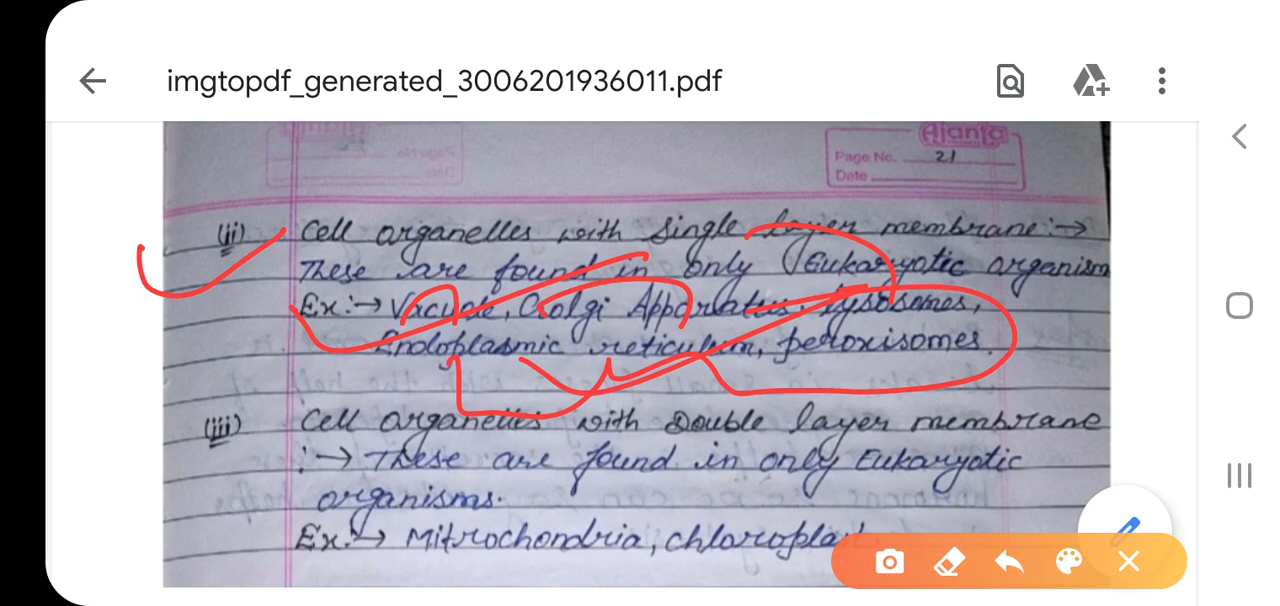 imgtopdf_generated_3006201936011.pdf
Ajanta
Page No. 21
Date
(ii) Cell organelles with Single layer membrane:→
These are found in only Eukaryotic organism
Ex:→ Vacuole, Golgi Apparatus, lysosomes,
Endoplasmic reticulum, peroxisomes.
(iii) Cell organelles with Double layer membrane
:→ These are found in only Eukaryotic
organisms.
Ex:→ Mitrochondria, chloroplast.